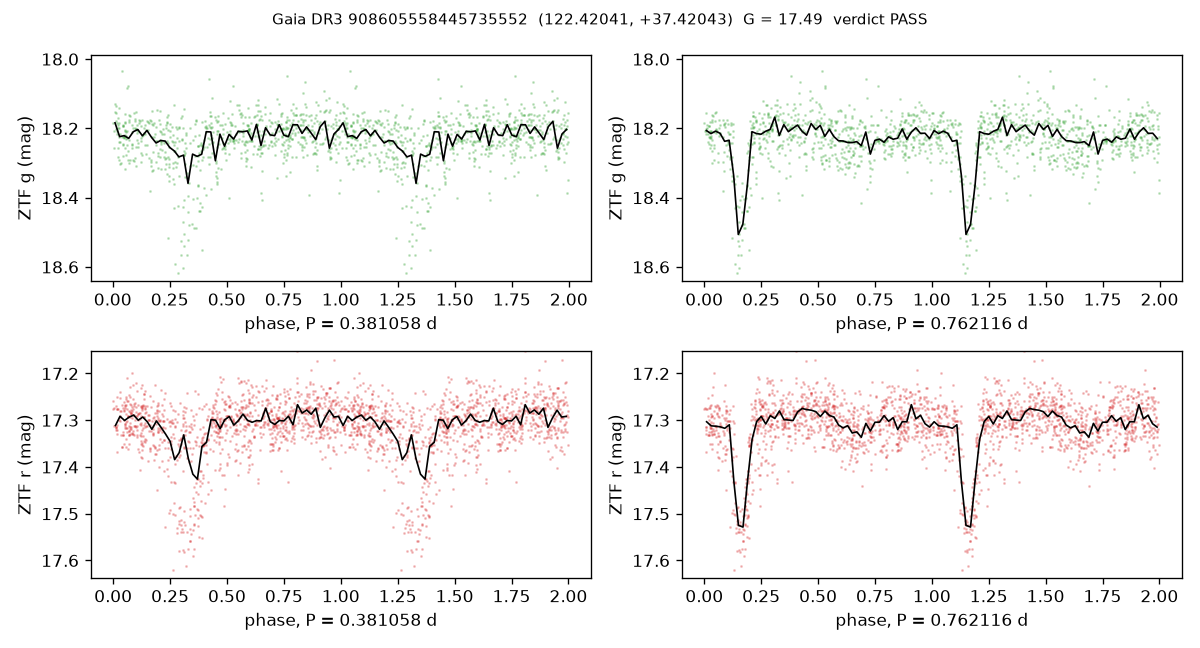 Gaia DR3 908605558445735552 (122.42041, +37.42043) G = 17.49 verdict PASS
18.0
18.2
18.4
18.6
ZTF g (mag)
0.00 0.25 0.50 0.75 1.00 1.25 1.50 1.75 2.00
phase, P = 0.381058 d
18.0
18.2
18.4
18.6
ZTF g (mag)
0.00 0.25 0.50 0.75 1.00 1.25 1.50 1.75 2.00
phase, P = 0.762116 d
17.2
17.3
17.4
17.5
17.6
ZTF r (mag)
0.00 0.25 0.50 0.75 1.00 1.25 1.50 1.75 2.00
phase, P = 0.381058 d
17.2
17.3
17.4
17.5
17.6
ZTF r (mag)
0.00 0.25 0.50 0.75 1.00 1.25 1.50 1.75 2.00
phase, P = 0.762116 d